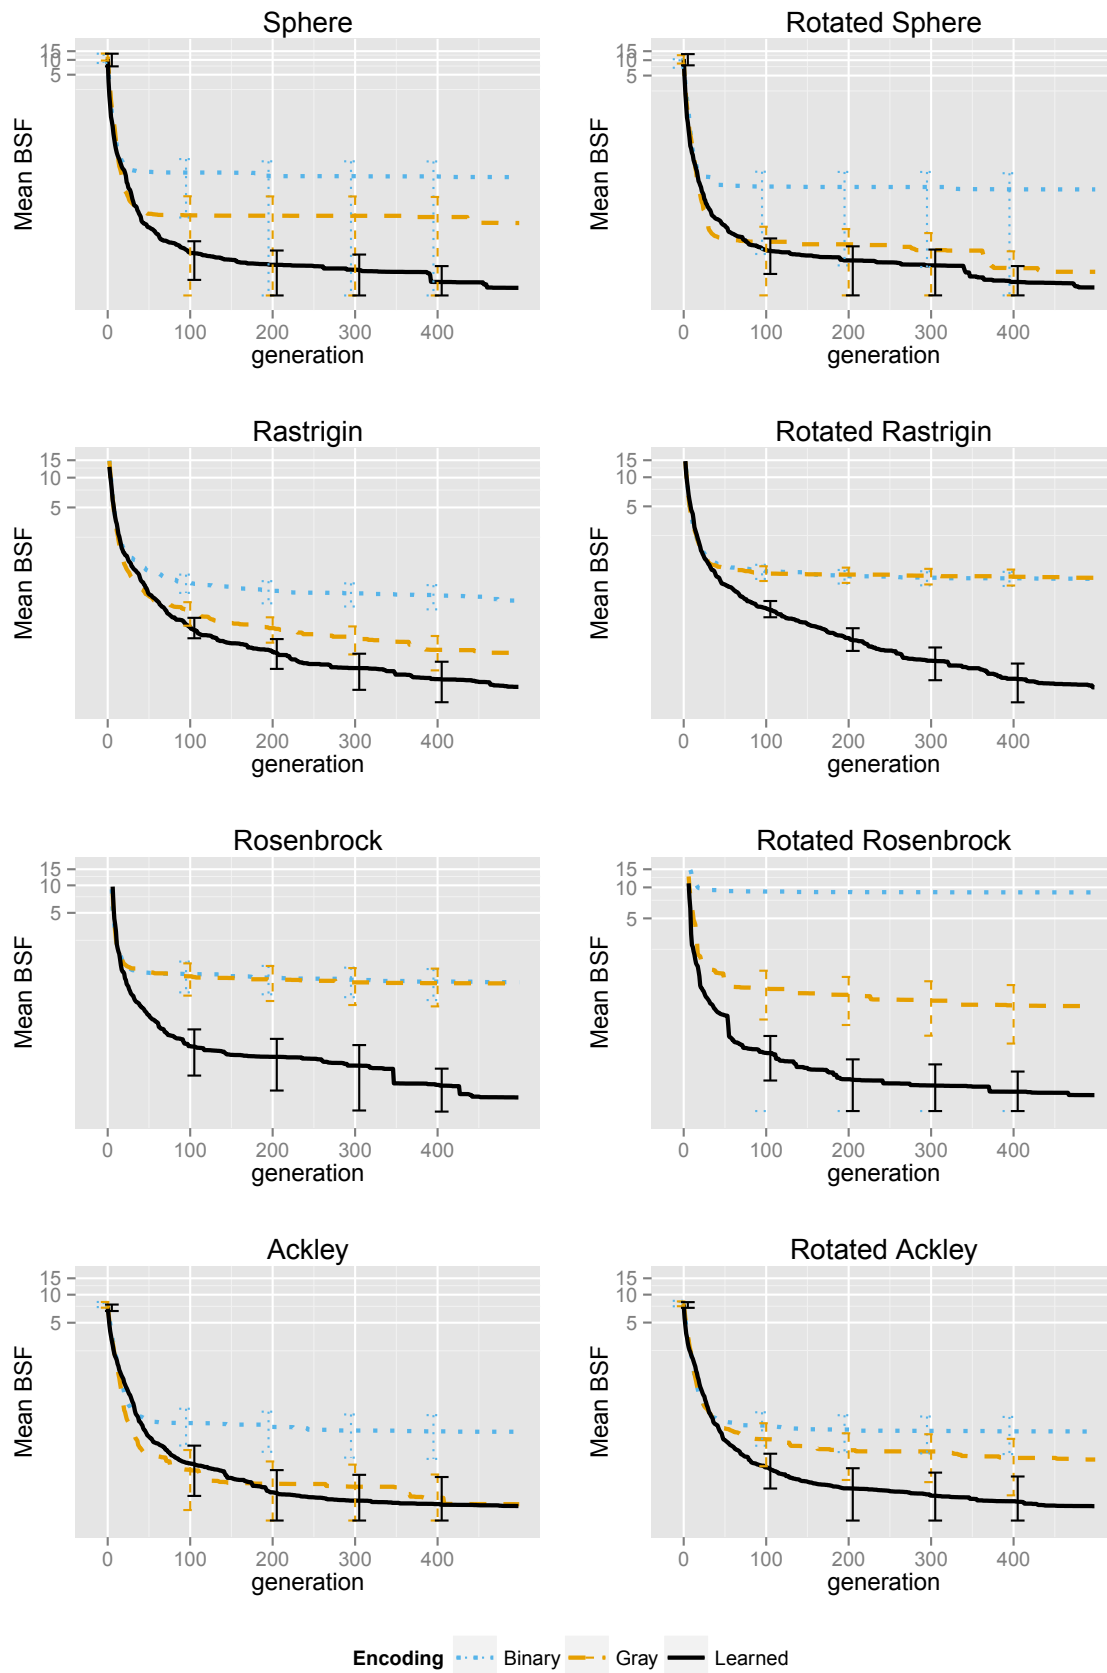 Sphere
Rotated Sphere
Mean BSF
15
10
5
0
100
200
300
400
generation
Mean BSF
15
10
5
0
100
200
300
400
generation
Rastrigin
Rotated Rastrigin
Mean BSF
15
10
5
0
100
200
300
400
generation
Mean BSF
15
10
5
0
100
200
300
400
generation
Rosenbrock
Rotated Rosenbrock
Mean BSF
15
10
5
0
100
200
300
400
generation
Mean BSF
15
10
5
0
100
200
300
400
generation
Ackley
Rotated Ackley
Mean BSF
15
10
5
0
100
200
300
400
generation
Mean BSF
15
10
5
0
100
200
300
400
generation
Encoding Binary Gray Learned